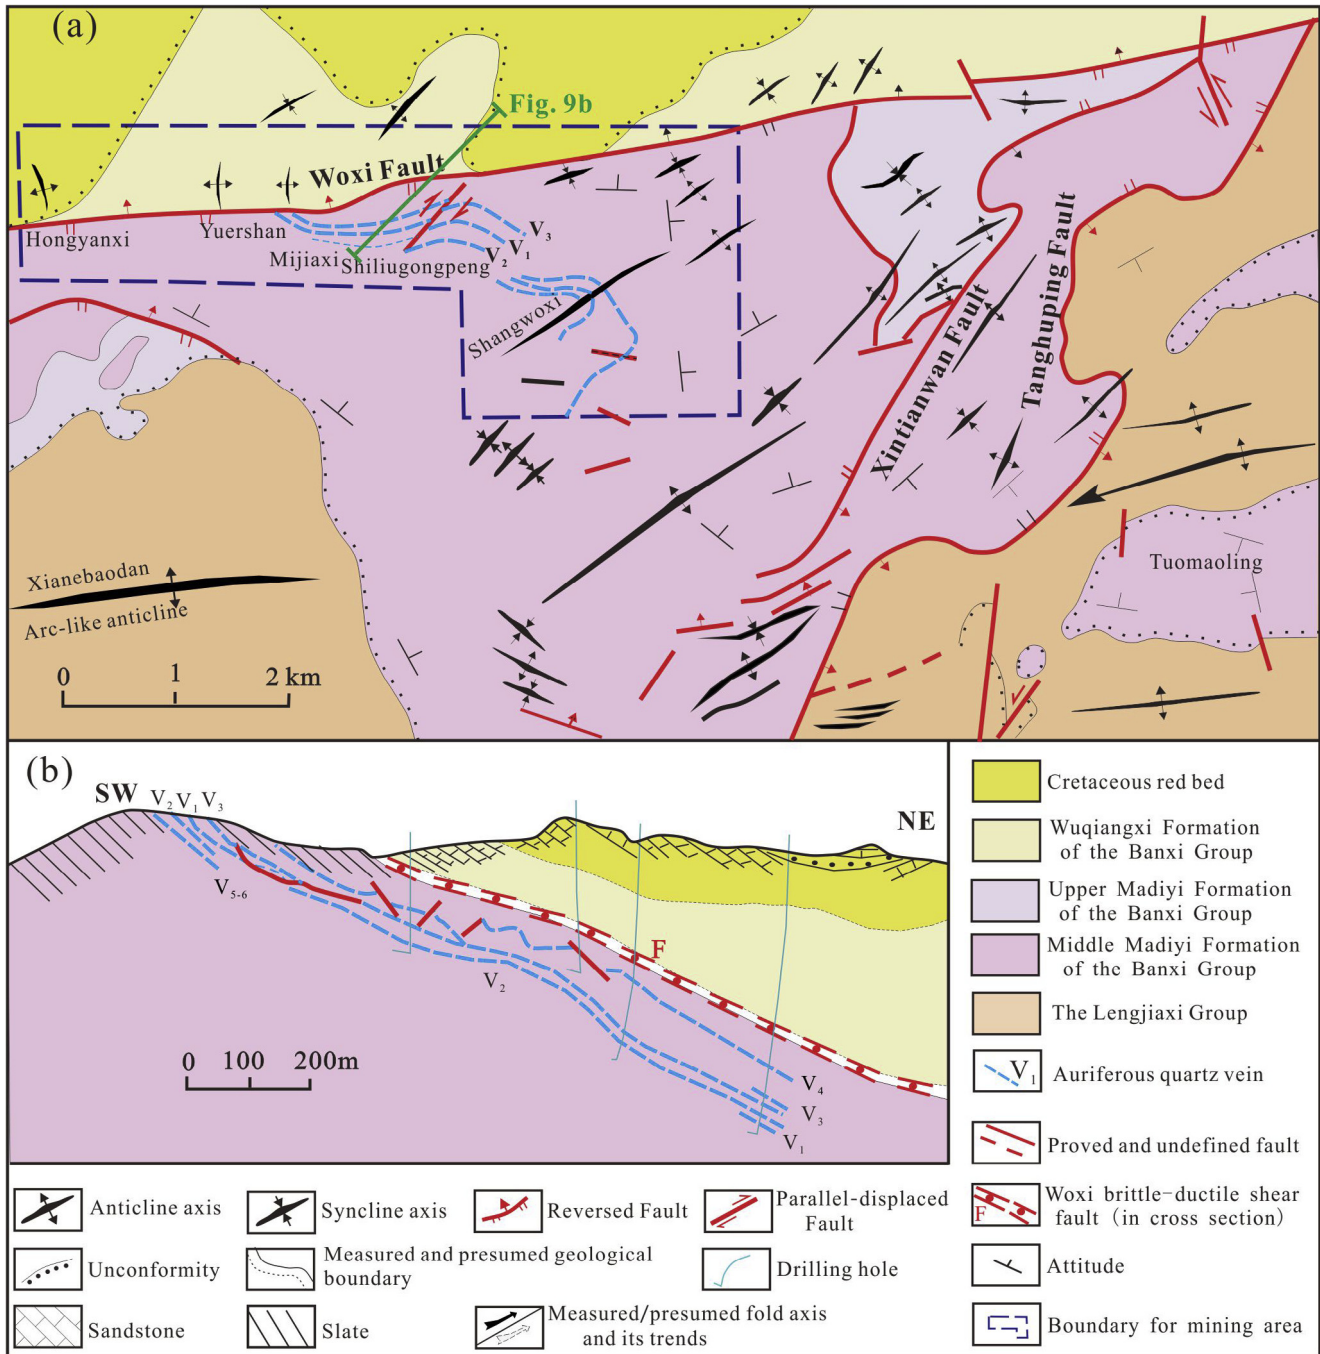 (a)
Fig. 9b
Woxi Fault
Hongyanxi
Yuershan
Mijiaxi
Shiliugongpeng
V3
V2
V1
Shangwoxi
Xintianwan Fault
Tanghuping Fault
Tuomaoling
Xianebaodan
Arc-like anticline
0 1 2 km
(b)
SW
NE
V2 V1 V3
V5-6
V2
F
V4
V3
V1
0 100 200m
Cretaceous red bed
Wuqiangxi Formation
of the Banxi Group
Upper Madiyi Formation
of the Banxi Group
Middle Madiyi Formation
of the Banxi Group
The Lengjiaxi Group
V1
Auriferous quartz vein
Proved and undefined fault
F
Woxi brittle-ductile shear
fault (in cross section)
Attitude
Boundary for mining area
Anticline axis
Syncline axis
Reversed Fault
Parallel-displaced
Fault
Unconformity
Measured and presumed geological
boundary
Drilling hole
Sandstone
Slate
Measured/presumed fold axis
and its trends